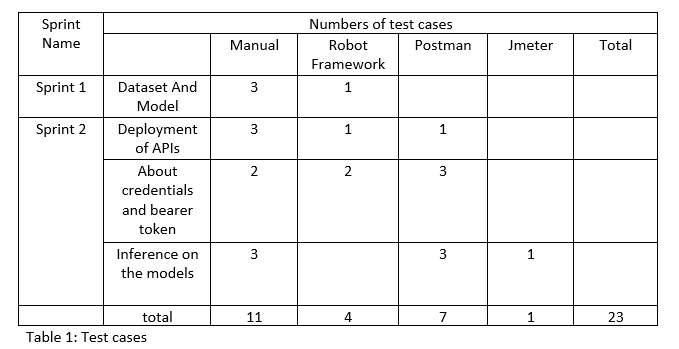 Sprint Name Numbers of test cases
Manual Robot Framework Postman Jmeter Total
Sprint 1 Dataset And Model 3 1
Sprint 2 Deployment of APIs 3 1 1
About credentials and bearer token 2 2 3
Inference on the models 3 3 1
total 11 4 7 1 23
Table 1: Test cases